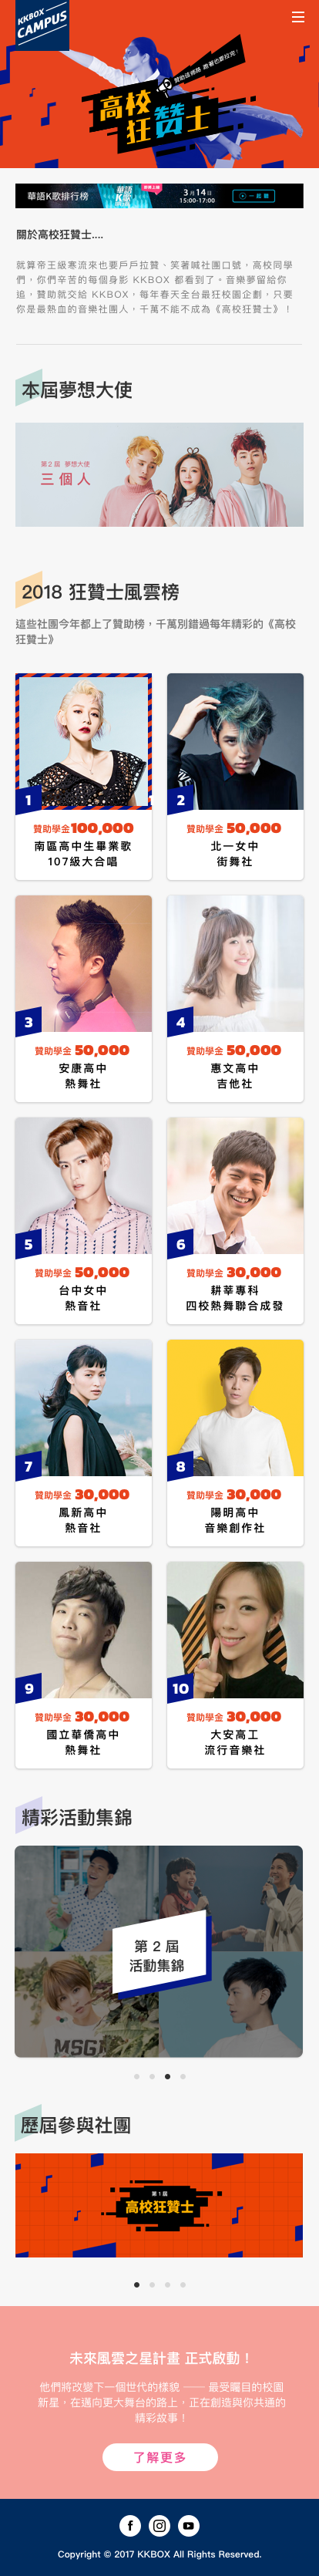 KKBOX
CAMPUS
贊助這條路 跑著也要拉完!
高校
狂贊士
華語K歌排行榜
華語
K歌
3月14日
15:00-17:00
一起聽
關於高校狂贊士....
就算帝王級寒流來也要戶戶拉贊、笑著喊社團口號，高校同學
們，你們辛苦的每個身影 KKBOX 都看到了。音樂夢留給你
追，贊助就交給 KKBOX，每年春天全台最狂校園企劃，只要
你是最熱血的音樂社團人，千萬不能不成為《高校狂贊士》！
本屆夢想大使
第2屆 夢想大使
三個人
2018 狂贊士風雲榜
這些社團今年都上了贊助榜，千萬別錯過每年精彩的《高校
狂贊士》
1
贊助學金100,000
南區高中生畢業歌
107級大合唱
2
贊助學金 50,000
北一女中
街舞社
3
贊助學金 50,000
安康高中
熱舞社
4
贊助學金 50,000
惠文高中
吉他社
5
贊助學金 50,000
台中女中
熱音社
6
贊助學金 30,000
耕莘專科
四校熱舞聯合成發
7
贊助學金 30,000
鳳新高中
熱音社
8
贊助學金 30,000
陽明高中
音樂創作社
9
贊助學金 30,000
國立華僑高中
熱舞社
10
贊助學金 30,000
大安高工
流行音樂社
精彩活動集錦
第 2 屆
活動集錦
MSGI
歷屆參與社團
第1屆
高校狂贊士
未來風雲之星計畫 正式啟動！
他們將改變下一個世代的樣貌 —— 最受矚目的校園
新星，在邁向更大舞台的路上，正在創造與你共通的
精彩故事！
了解更多
Copyright © 2017 KKBOX All Rights Reserved.